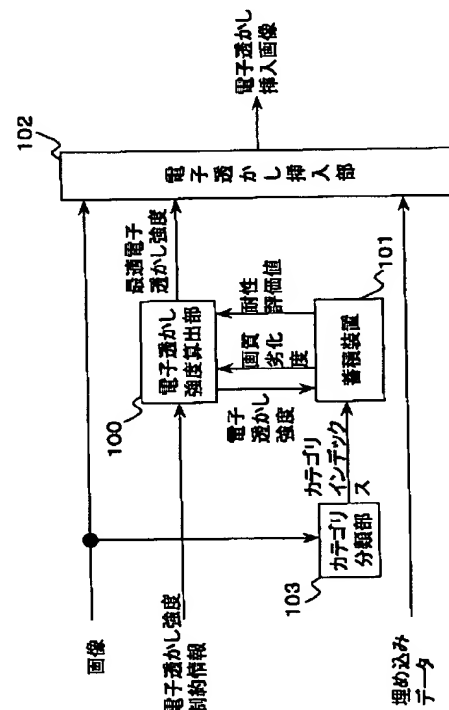 画像
電子透かし強度
制約情報
埋め込み
データ
103
カテゴリ
分類部
カテゴリ
インデック
ス
100
電子透かし
強度算出部
電子
透かし
強度
画質
劣化
度
耐性
評価値
蓄積装置
101
最適電子
透かし強度
102
電子透かし挿入部
電子透かし
挿入画像